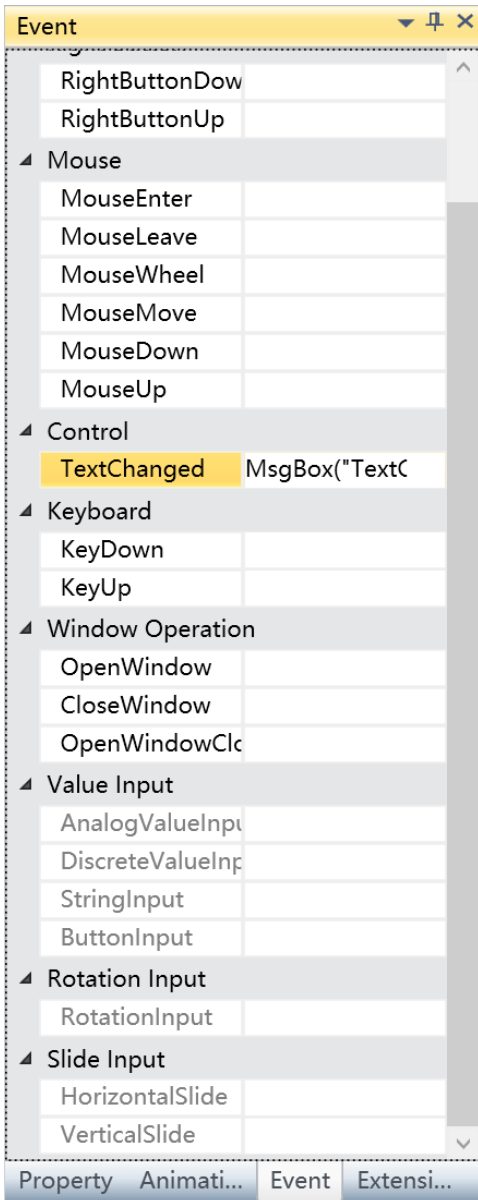 Event
RightButtonDow
RightButtonUp
Mouse
MouseEnter
MouseLeave
MouseWheel
MouseMove
MouseDown
MouseUp
Control
TextChanged MsgBox("TextC
Keyboard
KeyDown
KeyUp
Window Operation
OpenWindow
CloseWindow
OpenWindowClo
Value Input
AnalogValueInpu
DiscreteValueInp
StringInput
ButtonInput
Rotation Input
RotationInput
Slide Input
HorizontalSlide
VerticalSlide
Property Animati... Event Extensi...